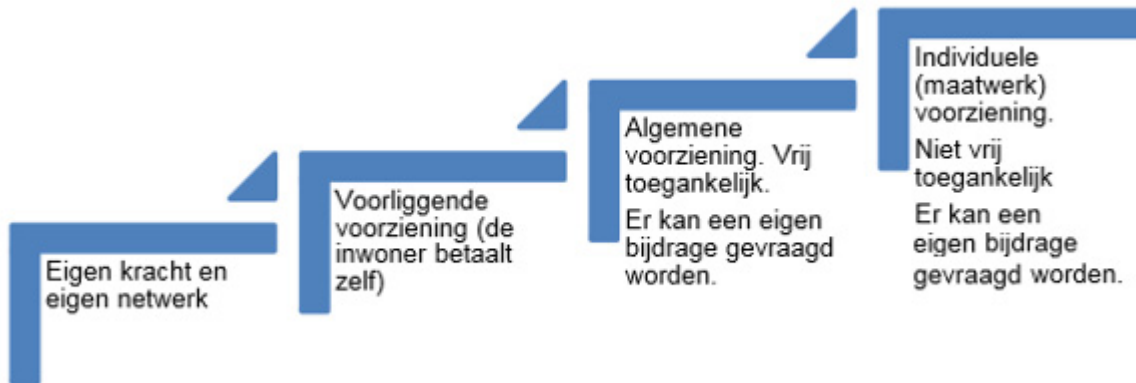 Eigen kracht en
eigen netwerk
Voorliggende
voorziening (de
inwoner betaalt
zelf)
Algemene
voorziening. Vrij
toegankelijk.
Er kan een eigen
bijdrage gevraagd
worden.
Individuele
(maatwerk)
voorziening.
Niet vrij
toegankelijk
Er kan een
eigen bijdrage
gevraagd worden.